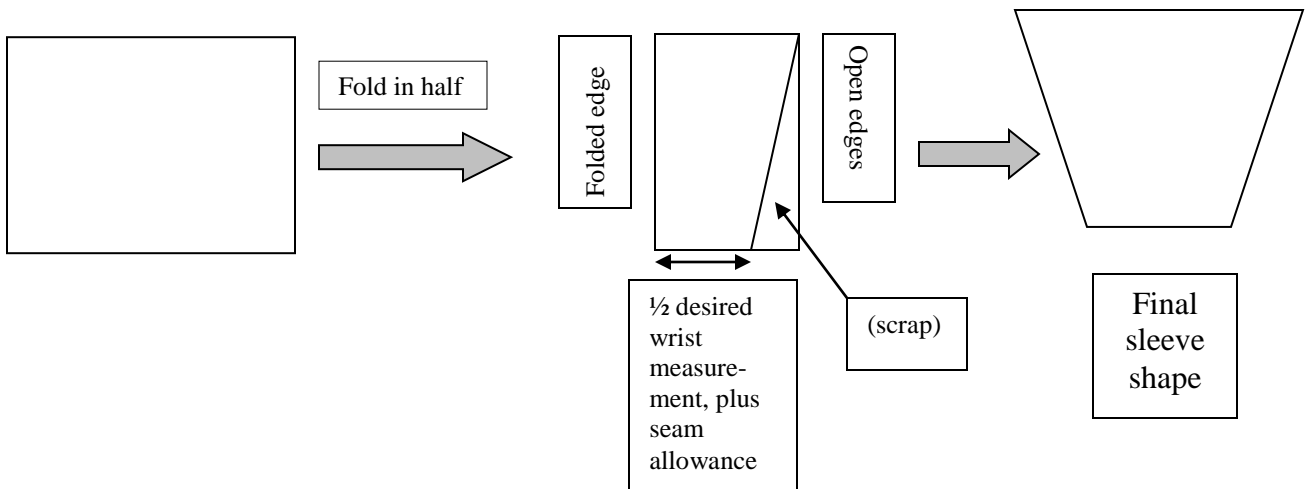 Fold in half
Folded edge
Open edges
½ desired
wrist
measure-
ment, plus
seam
allowance
(scrap)
Final
sleeve
shape